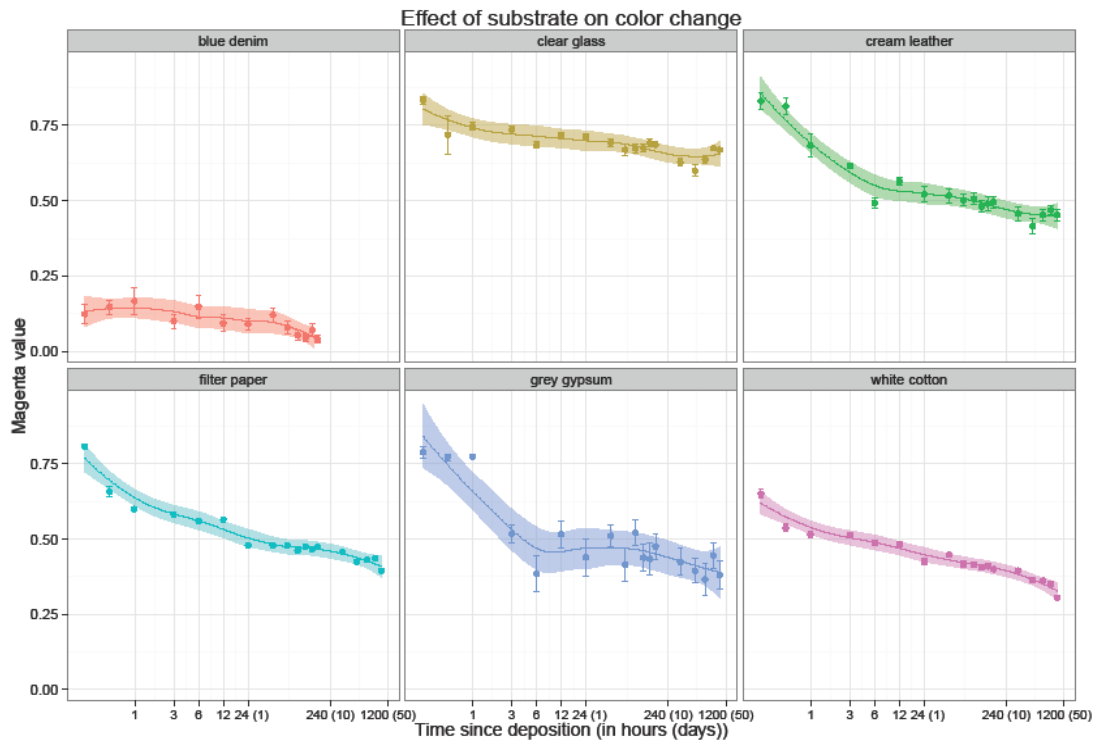 Effect of substrate on color change
blue denim
clear glass
cream leather
0.75
0.50
0.25
0.00
Magenta value
filter paper
grey gypsum
white cotton
0.75
0.50
0.25
0.00
1 3 6 12 24 (1) 240 (10) 1200 (50)
1 3 6 12 24 (1) 240 (10) 1200 (50)
1 3 6 12 24 (1) 240 (10) 1200 (50)
Time since deposition (in hours (days))